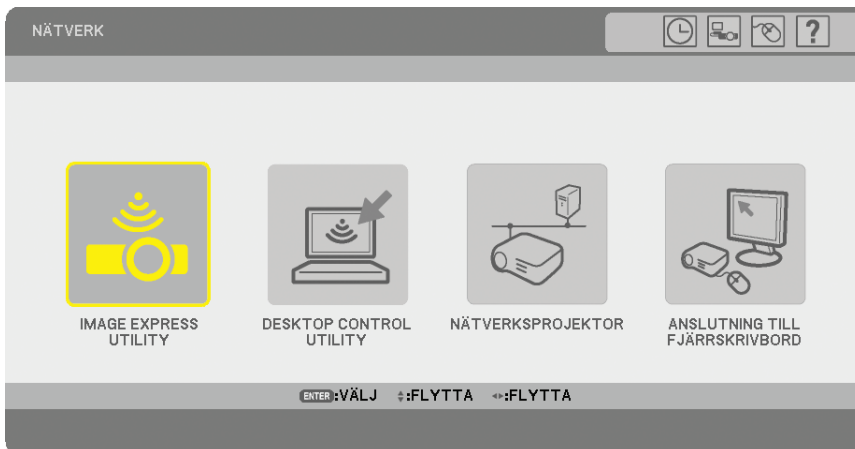 NÄTVERK
?
IMAGE EXPRESS
UTILITY
DESKTOP CONTROL
UTILITY
NÄTVERKSPROJEKTOR
ANSLUTNING TILL
FJÄRRSKRIVBORD
ENTER:VÄLJ :FLYTTA :FLYTTA